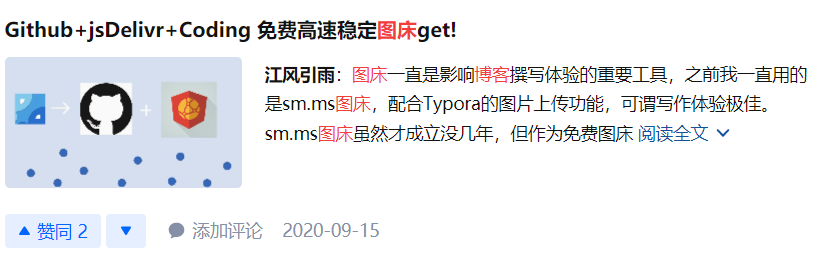 Github+jsDelivr+Coding 免费高速稳定图床get!
江风引雨：图床一直是影响博客撰写体验的重要工具，之前我一直用的
是sm.ms图床，配合Typora的图片上传功能，可谓写作体验极佳。
sm.ms图床虽然才成立没几年，但作为免费图床 阅读全文
赞同 2 添加评论 2020-09-15